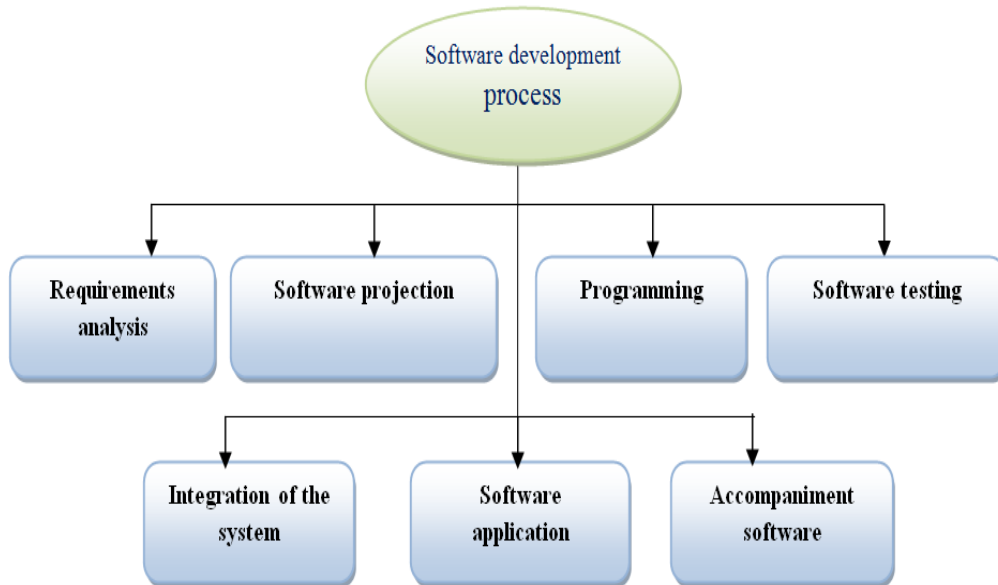 Software development
process
Requirements
analysis
Software projection
Programming
Software testing
Integration of the
system
Software
application
Accompaniment
software